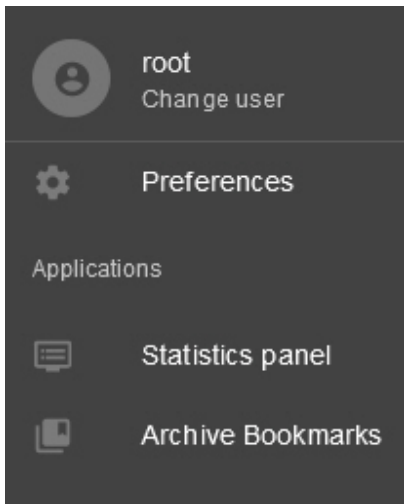 root
Change user
Preferences
Applications
Statistics panel
Archive Bookmarks